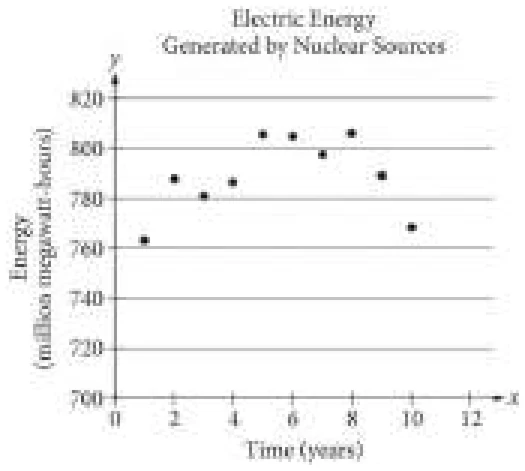 Electric Energy
Generated by Nuclear Sources
y
820
800
780
760
740
720
700
Energy
(million megawatt-hours)
0 2 4 6 8 10 12
x
Time (years)